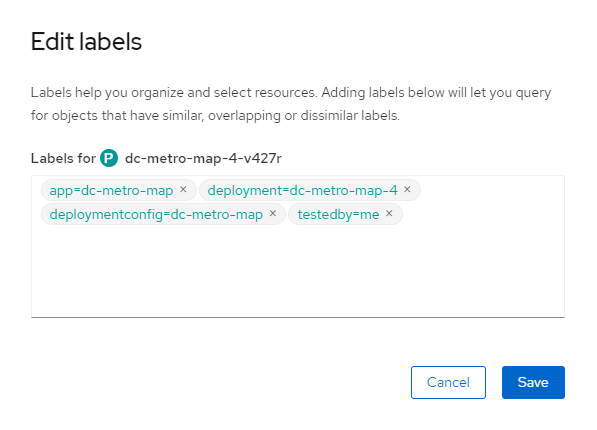 Edit labels
Labels help you organize and select resources. Adding labels below will let you query
for objects that have similar, overlapping or dissimilar labels.
Labels for P dc-metro-map-4-v427r
app=dc-metro-map × deployment=dc-metro-map-4 ×
deploymentconfig=dc-metro-map × testedby=me ×
Cancel Save